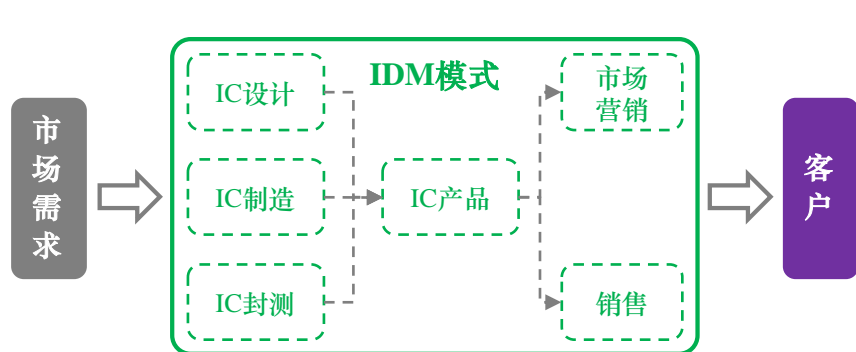 市
场
需
求
IDM模式
IC设计
IC制造
IC封测
IC产品
市场
营销
销售
客
户